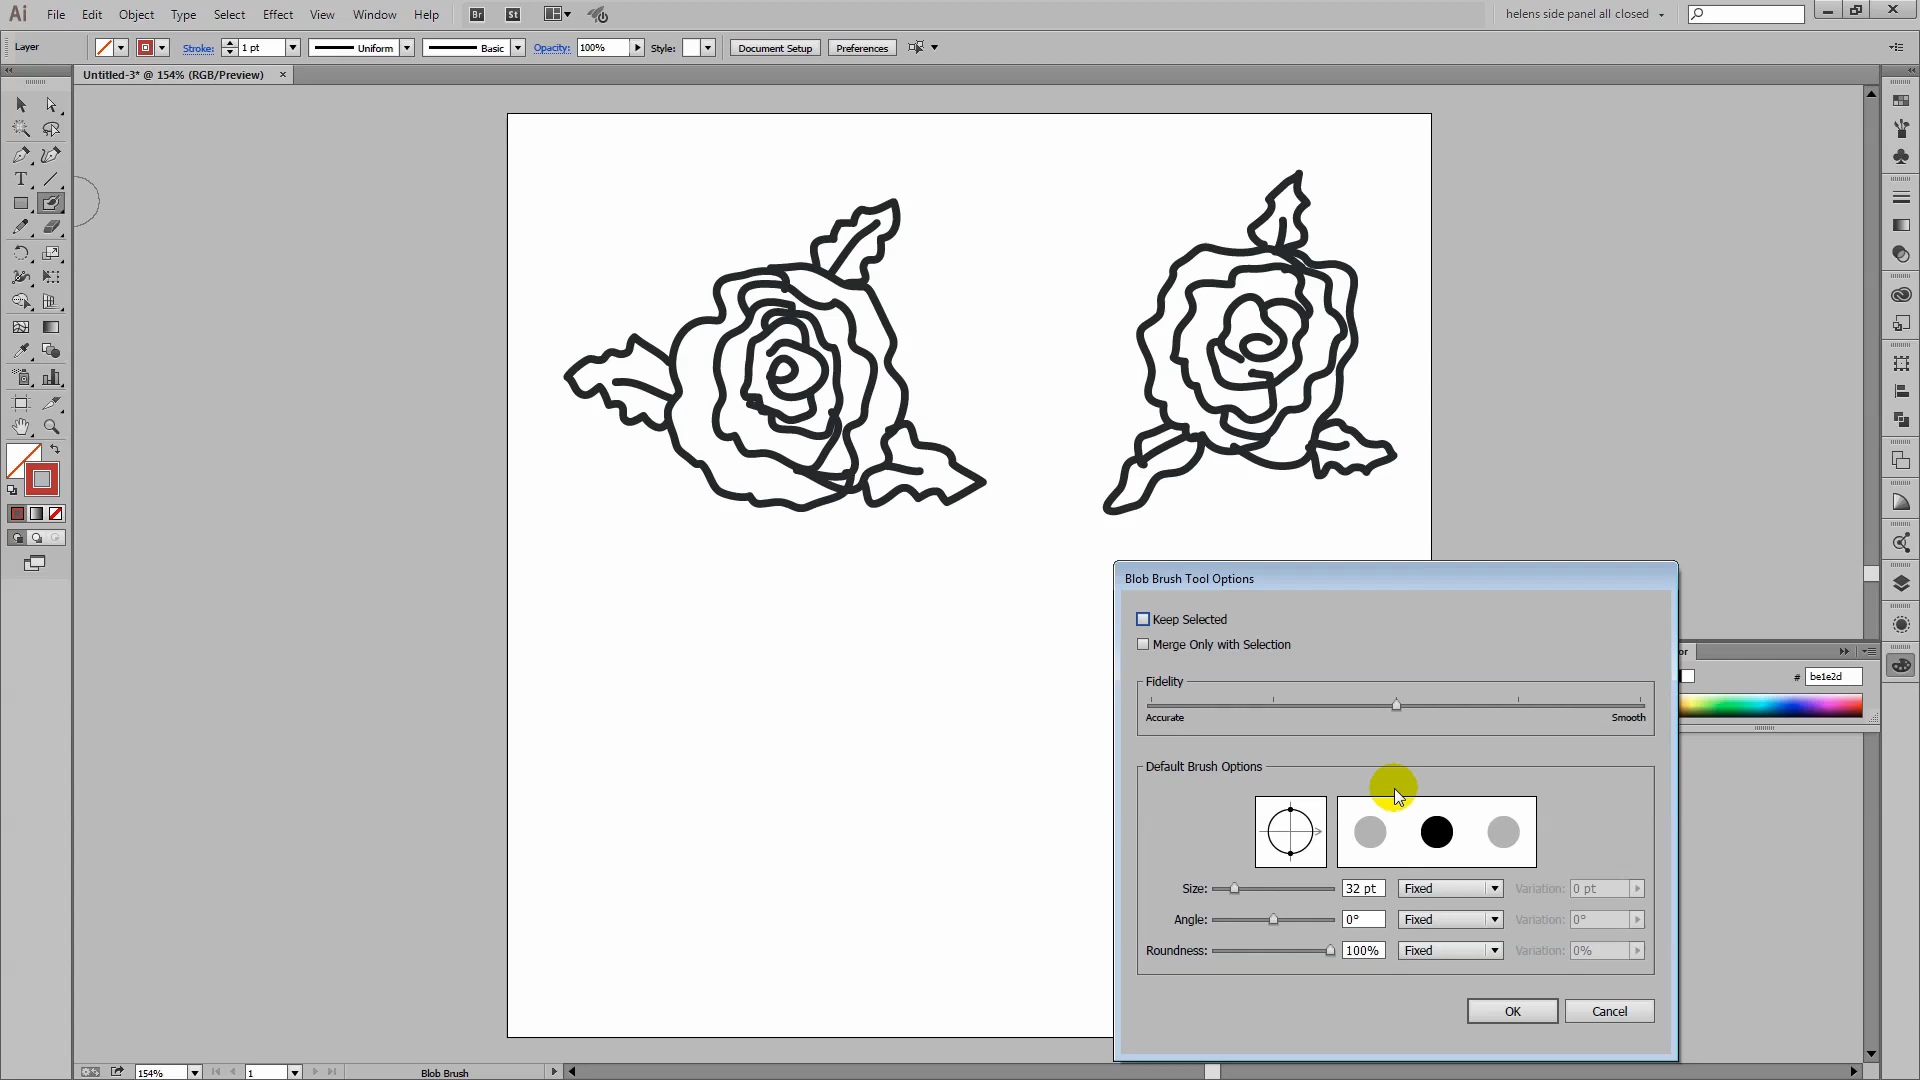 Ai File Edit Object Type Select Effect View Window Help Br St helens side panel all closed
Layer Stroke: 1 pt Uniform Basic Opacity: 100% Style: Document Setup Preferences
Untitled-3* @ 154% (RGB/Preview) ×
T
Blob Brush Tool Options
Keep Selected
Merge Only with Selection
or
# be1e2d
Fidelity
Accurate Smooth
Default Brush Options
Size: 32 pt Fixed Variation: 0 pt
Angle: 0° Fixed Variation: 0°
Roundness: 100% Fixed Variation: 0%
OK Cancel
154% 1 Blob Brush